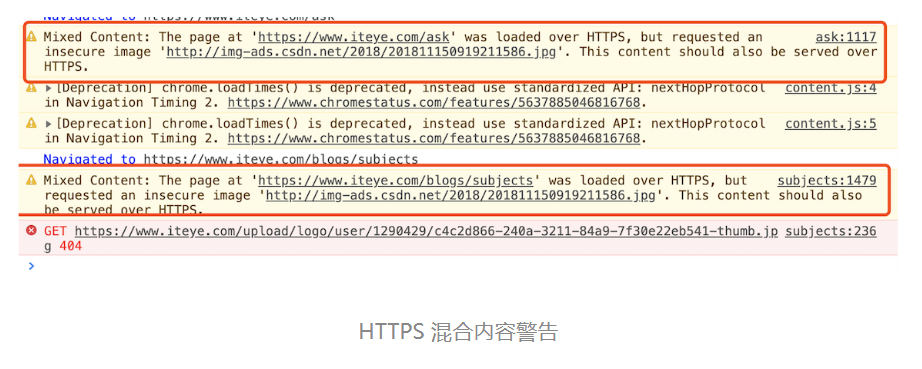 Navigated to https://www.iteye.com/ask
Mixed Content: The page at 'https://www.iteye.com/ask' was loaded over HTTPS, but requested an ask:1117
insecure image 'http://img-ads.csdn.net/2018/201811150919211586.jpg'. This content should also be served over
HTTPS.
[Deprecation] chrome.loadTimes() is deprecated, instead use standardized API: nextHopProtocol content.js:4
in Navigation Timing 2. https://www.chromestatus.com/features/5637885046816768.
[Deprecation] chrome.loadTimes() is deprecated, instead use standardized API: nextHopProtocol content.js:5
in Navigation Timing 2. https://www.chromestatus.com/features/5637885046816768.
Navigated to https://www.iteye.com/blogs/subjects
Mixed Content: The page at 'https://www.iteye.com/blogs/subjects' was loaded over HTTPS, but subjects:1479
requested an insecure image 'http://img-ads.csdn.net/2018/201811150919211586.jpg'. This content should also
be served over HTTPS.
GET https://www.iteye.com/upload/logo/user/1290429/c4c2d866-240a-3211-84a9-7f30e22eb541-thumb.jp subjects:236
g 404
HTTPS 混合内容警告